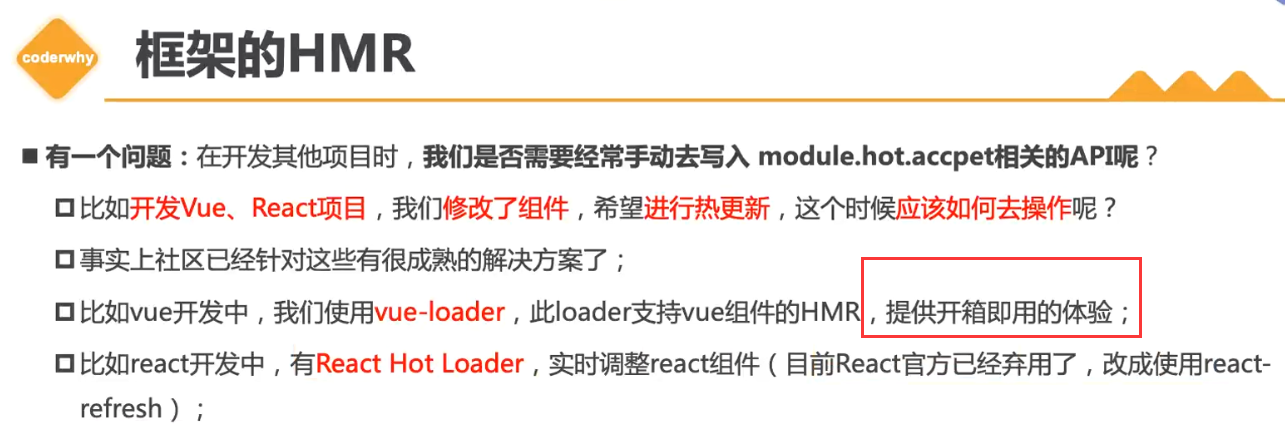 coderwhy
框架的HMR
■ 有一个问题：在开发其他项目时，我们是否需要经常手动去写入 module.hot.accpet相关的API呢？
比如开发Vue、React项目，我们修改了组件，希望进行热更新，这个时候应该如何去操作呢？
事实上社区已经针对这些有很成熟的解决方案了；
比如vue开发中，我们使用vue-loader，此loader支持vue组件的HMR，提供开箱即用的体验；
比如react开发中，有React Hot Loader，实时调整react组件（目前React官方已经弃用了，改成使用react-
refresh）；